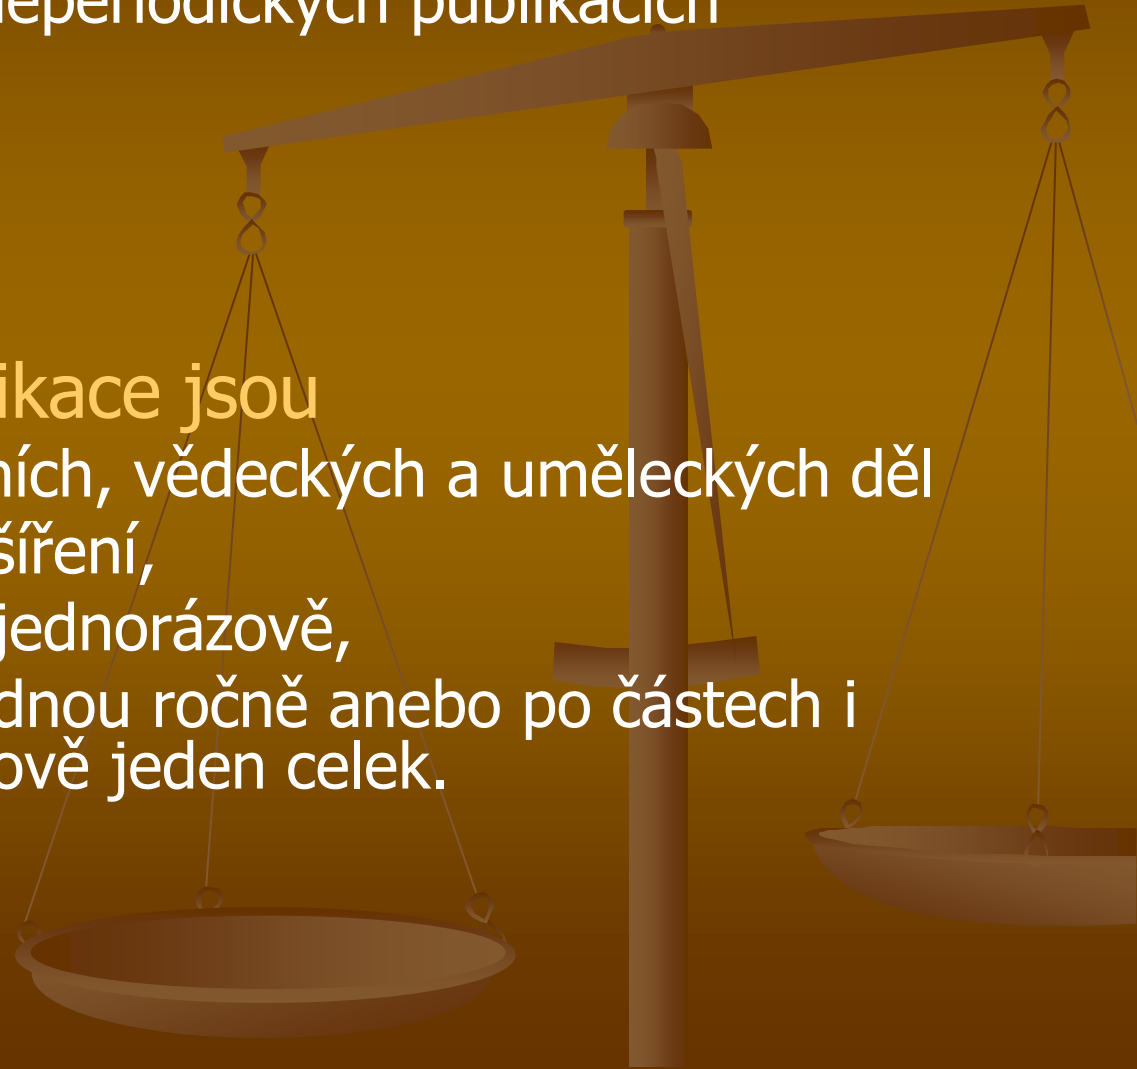 neperiodických publikacích
ikace jsou
ních, vědeckých a uměleckých děl
šíření,
jednorázově,
dnou ročně anebo po částech i
ově jeden celek.